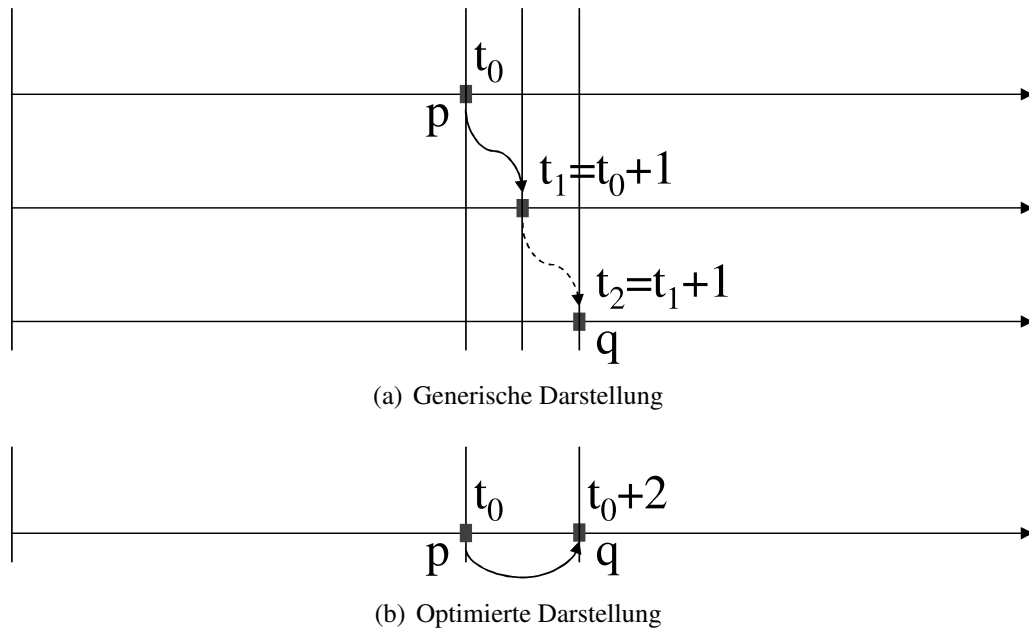 t₀
p
t₁=t₀+1
t₂=t₁+1
q
(a) Generische Darstellung
t₀ t₀+2
p q
(b) Optimierte Darstellung